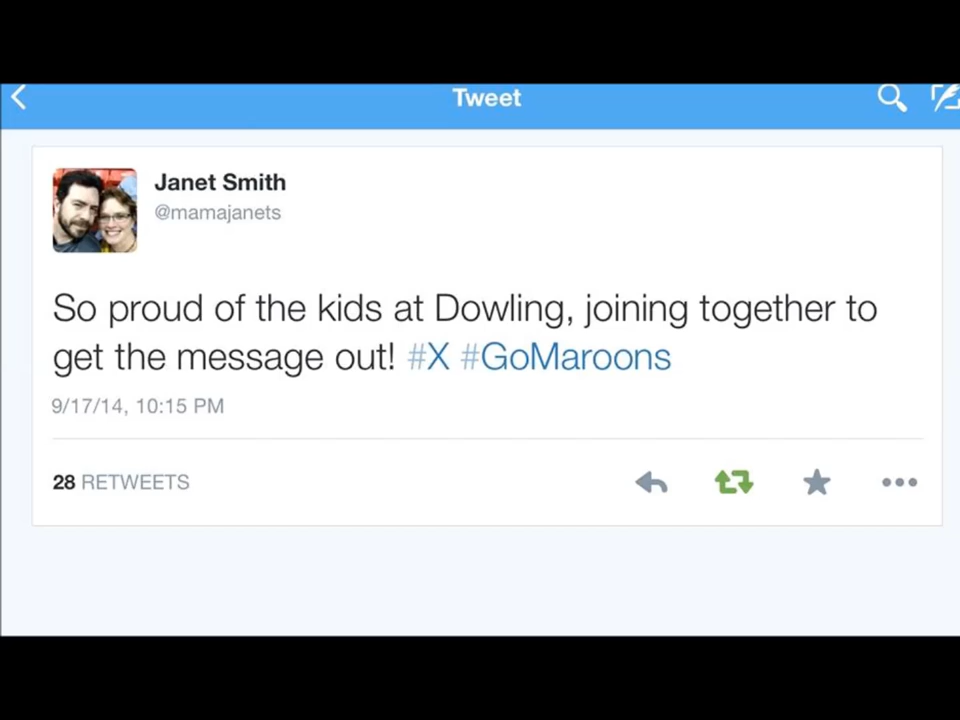 Tweet
Janet Smith
@mamajanets
So proud of the kids at Dowling, joining together to
get the message out! #X #GoMaroons
9/17/14, 10:15 PM
28 RETWEETS